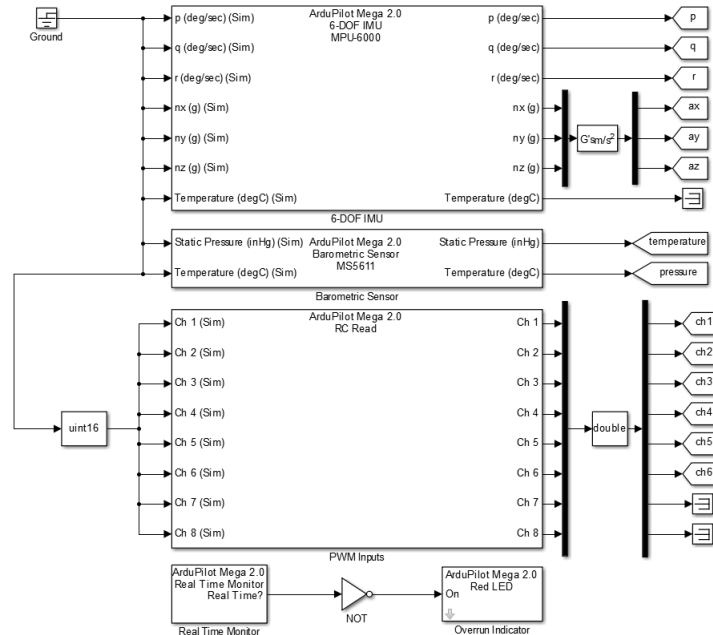 Ground
ArduPilot Mega 2.0
6-DOF IMU
MPU-6000
p (deg/sec) (Sim)
q (deg/sec) (Sim)
r (deg/sec) (Sim)
nx (g) (Sim)
ny (g) (Sim)
nz (g) (Sim)
Temperature (degC) (Sim)
p (deg/sec)
q (deg/sec)
r (deg/sec)
nx (g)
ny (g)
nz (g)
Temperature (degC)
6-DOF IMU
p
q
r
G'sm/s²
ax
ay
az
ArduPilot Mega 2.0
Barometric Sensor
MS5611
Static Pressure (inHg) (Sim)
Temperature (degC) (Sim)
Static Pressure (inHg)
Temperature (degC)
Barometric Sensor
temperature
pressure
uint16
ArduPilot Mega 2.0
RC Read
Ch 1 (Sim)
Ch 2 (Sim)
Ch 3 (Sim)
Ch 4 (Sim)
Ch 5 (Sim)
Ch 6 (Sim)
Ch 7 (Sim)
Ch 8 (Sim)
Ch 1
Ch 2
Ch 3
Ch 4
Ch 5
Ch 6
Ch 7
Ch 8
PWM Inputs
double
ch1
ch2
ch3
ch4
ch5
ch6
ArduPilot Mega 2.0
Real Time Monitor
Real Time?
Real Time Monitor
NOT
ArduPilot Mega 2.0
Red LED
On
Overrun Indicator